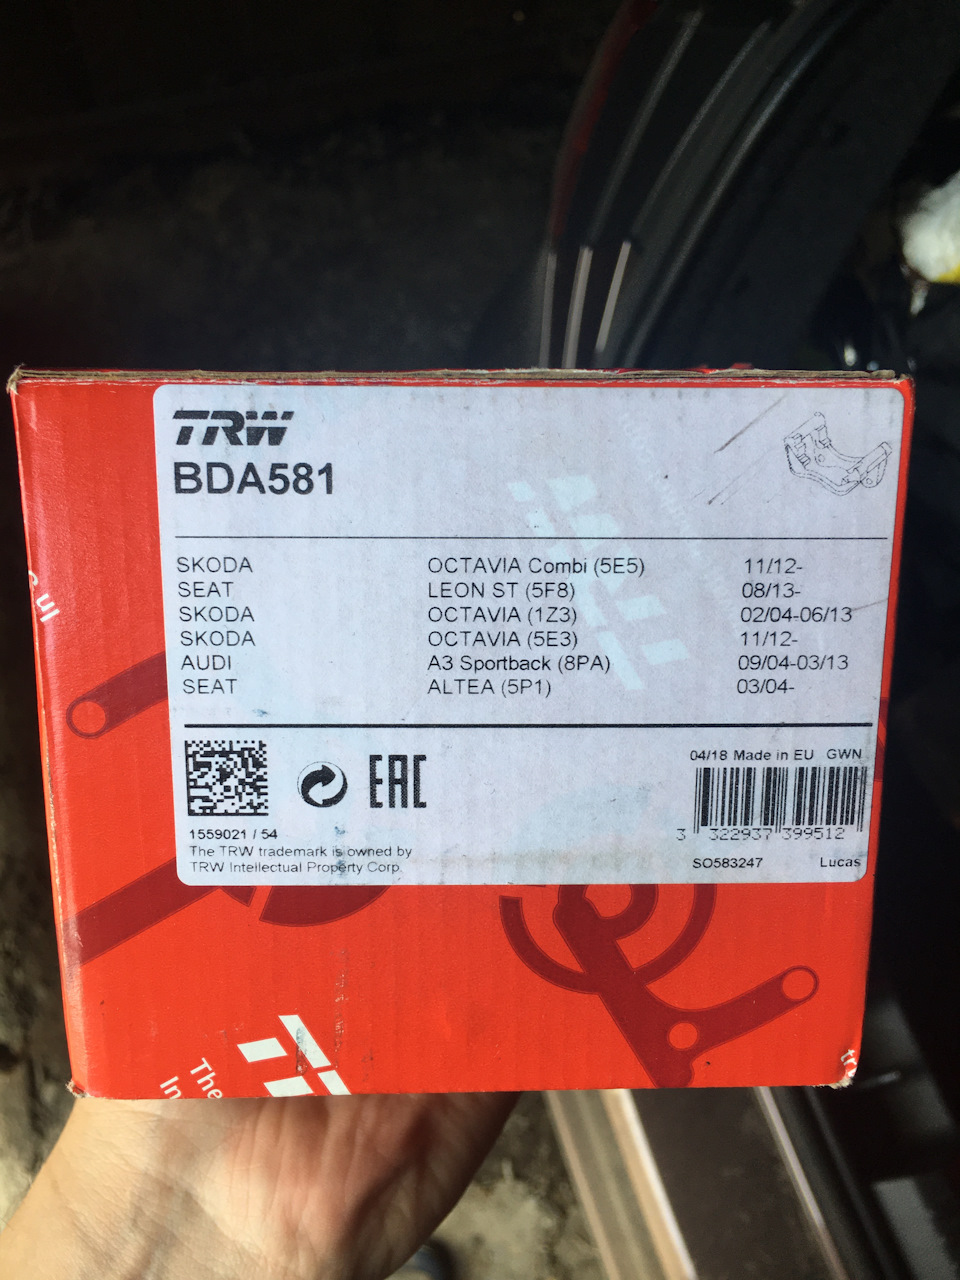 TRW
BDA581
SKODA OCTAVIA Combi (5E5) 11/12-
SEAT LEON ST (5F8) 08/13-
SKODA OCTAVIA (1Z3) 02/04-06/13
SKODA OCTAVIA (5E3) 11/12-
AUDI A3 Sportback (8PA) 09/04-03/13
SEAT ALTEA (5P1) 03/04-
04/18 Made in EU GWN
EAC
3 322937 399512
1559021 / 54
The TRW trademark is owned by
TRW Intellectual Property Corp.
SO583247 Lucas
in
The
In